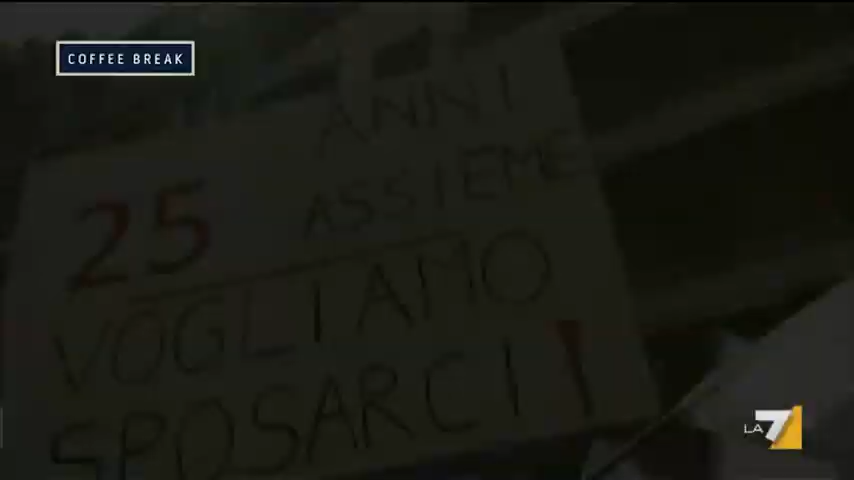 COFFEE BREAK
25 ANNI
ASSIEME
VOGLIAMO
SPOSARCI!
LA7